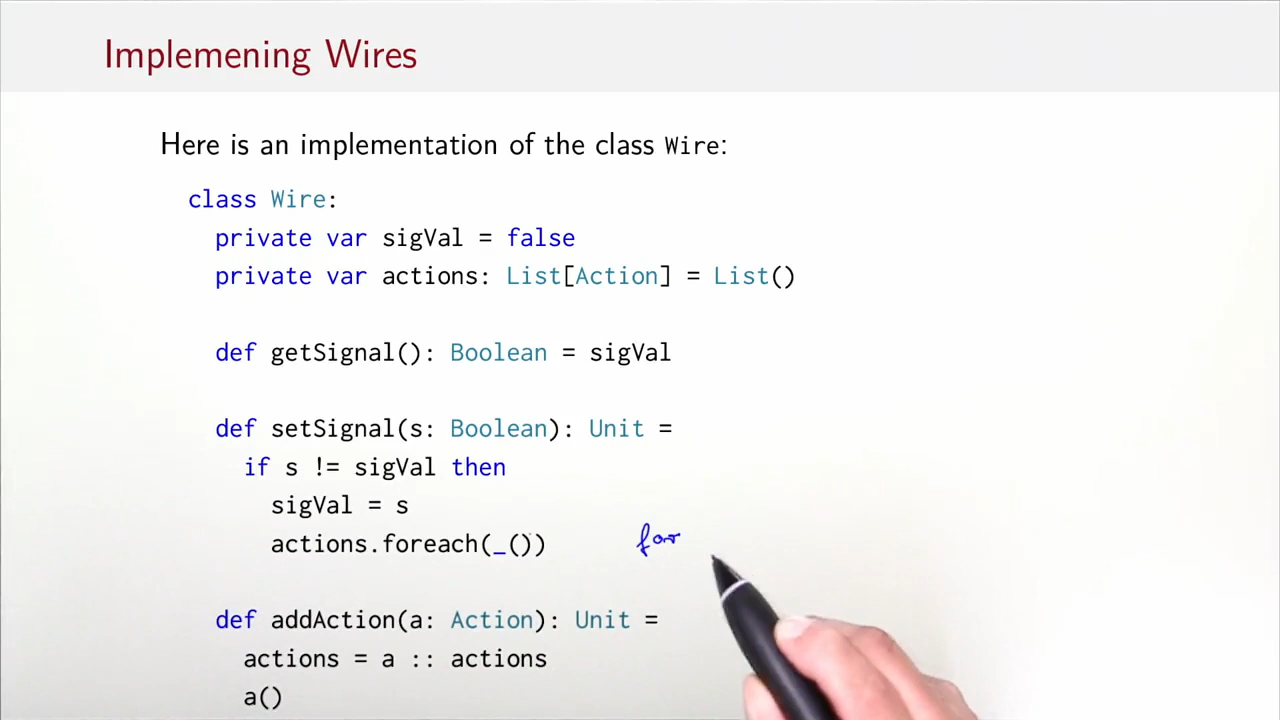 Implemening Wires
Here is an implementation of the class Wire:
class Wire:
private var sigVal = false
private var actions: List[Action] = List()
def getSignal(): Boolean = sigVal
def setSignal(s: Boolean): Unit =
if s != sigVal then
sigVal = s
actions.foreach(_()) for
def addAction(a: Action): Unit =
actions = a :: actions
a()